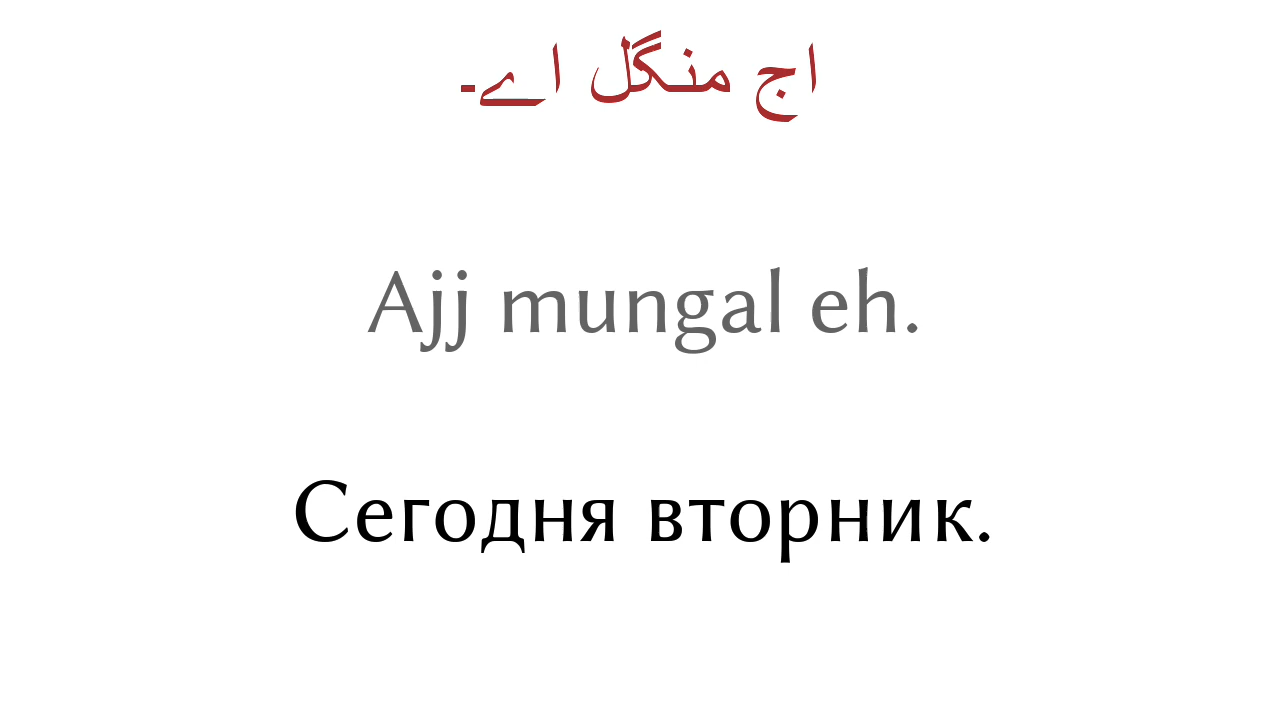 اج منگل اے۔
Ajj mungal eh.
Сегодня вторник.